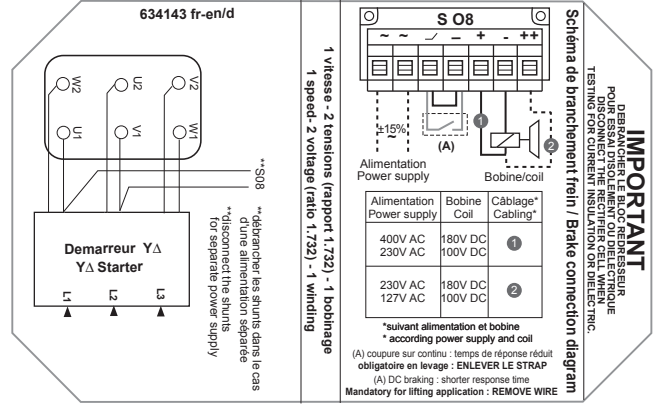 634143 fr-en/d
W2
U2
V2
U1
V1
W1
**S08
Demarreur Y∆
Y∆ Starter
L1
L2
L3
**débrancher les shunts dans le cas
d'une alimentation séparée
**disconnect the shunts
for separate power supply
1 vitesse - 2 tensions (rapport 1.732) - 1 bobinage
1 speed- 2 voltage (ratio 1.732) - 1 winding
S O8
~ ~ _/ _ + - ++
±15%
~
(A)
1
2
Alimentation
Power supply
Bobine/coil
Alimentation Bobine Câblage*
Power supply Coil Cabling*
400V AC 180V DC 1
230V AC 100V DC
230V AC 180V DC 2
127V AC 100V DC
*suivant alimentation et bobine
* according power supply and coil
(A) coupure sur continu : temps de réponse réduit
obligatoire en levage : ENLEVER LE STRAP
(A) DC braking : shorter response time
Mandatory for lifting application : REMOVE WIRE
Schéma de branchement frein / Brake connection diagram
IMPORTANT
DEBRANCHER LE BLOC REDRESSEUR
POUR ESSAI D'ISOLEMENT OU DIELECTRIQUE
DISCONNECT THE RECTIFIER CELL WHEN
TESTING FOR CURRENT INSULATION OR DIELECTRIC.